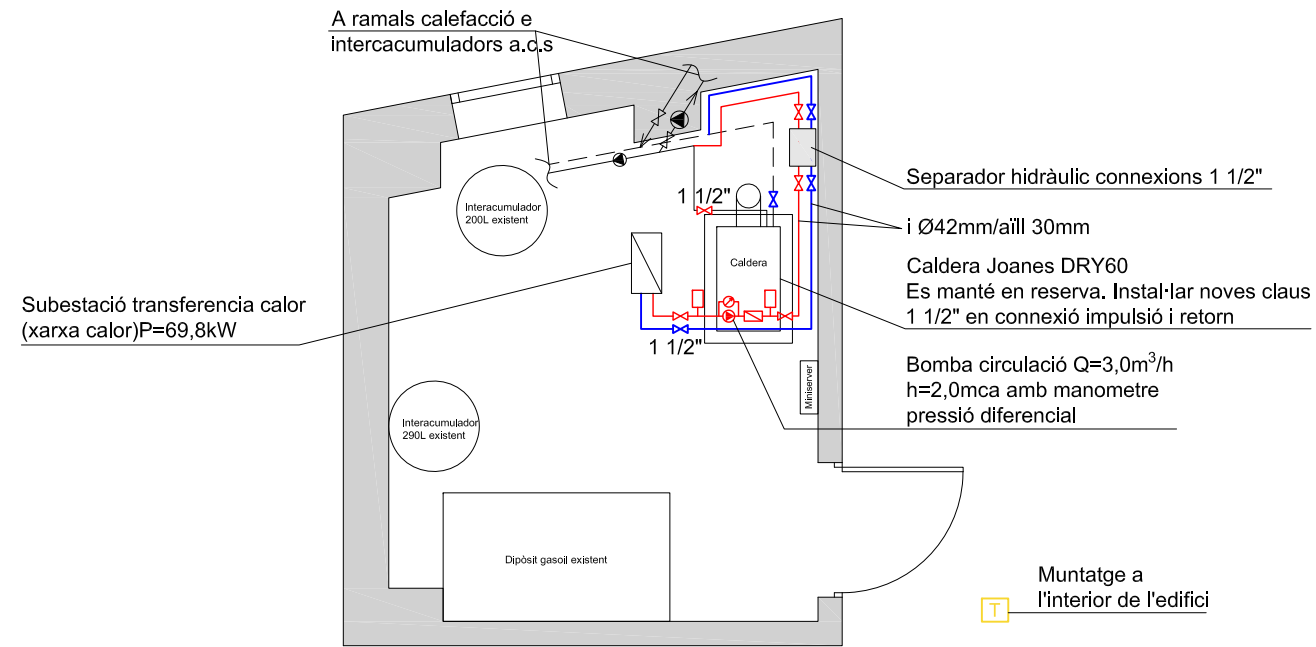 A ramals calefacció e
intercacumuladors a.c.s
Interacumulador
200L existent
1 1/2"
Separador hidràulic connexions 1 1/2"
i Ø42mm/aïll 30mm
Caldera
Caldera Joanes DRY60
Es manté en reserva. Instal·lar noves claus
1 1/2" en connexió impulsió i retorn
Subestació transferencia calor
(xarxa calor)P=69,8kW
1 1/2"
Bomba circulació Q=3,0m³/h
h=2,0mca amb manometre
pressió diferencial
Miniserver
Interacumulador
290L existent
Dipòsit gasoil existent
Muntatge a
l'interior de l'edifici
T